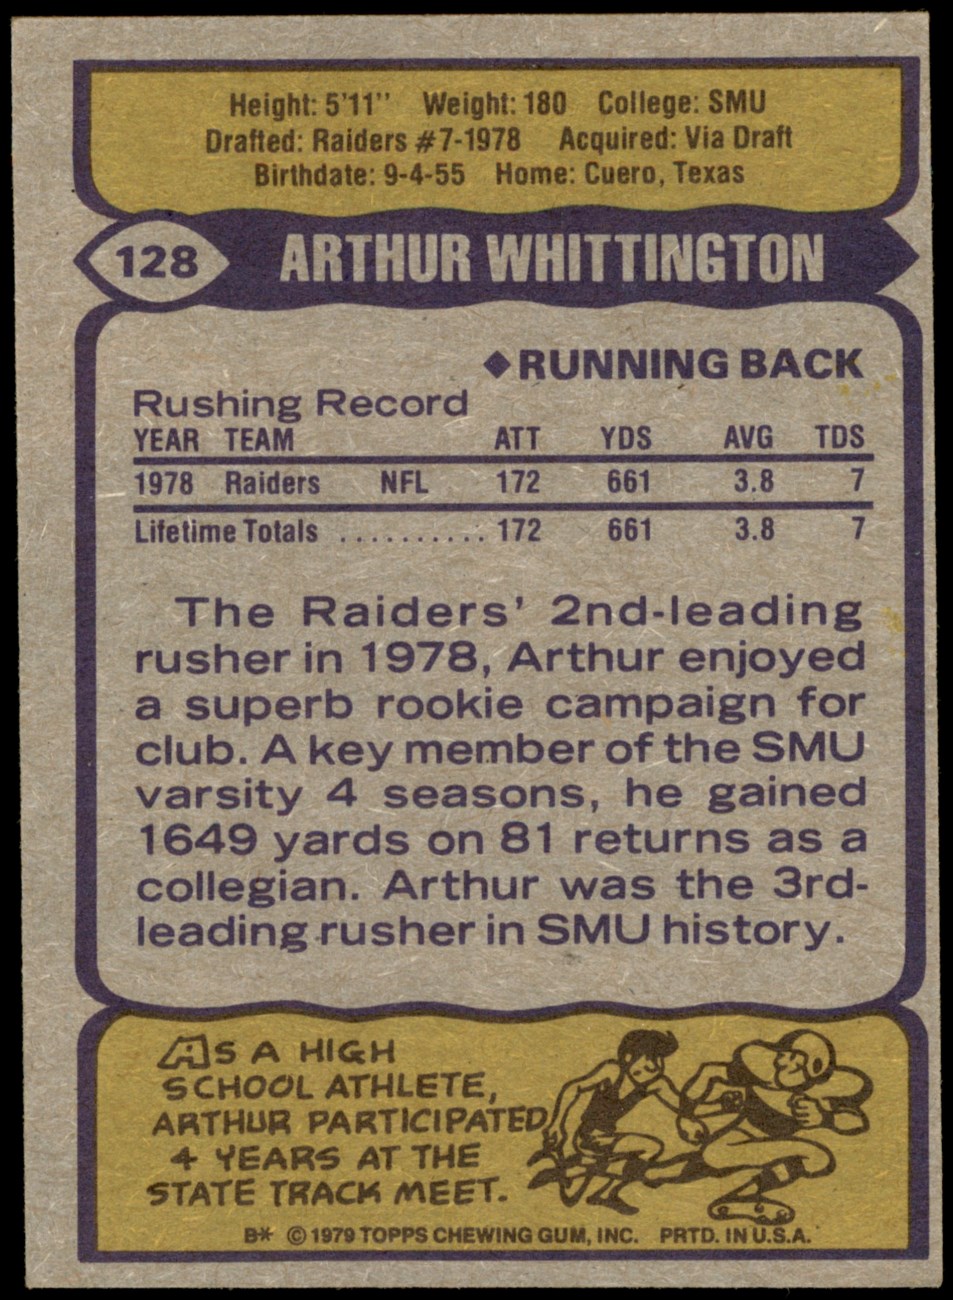 Height: 5'11'' Weight: 180 College: SMU
Drafted: Raiders #7-1978 Acquired: Via Draft
Birthdate: 9-4-55 Home: Cuero, Texas
128 ARTHUR WHITTINGTON
◆RUNNING BACK
Rushing Record
YEAR TEAM ATT YDS AVG TDS
1978 Raiders NFL 172 661 3.8 7
Lifetime Totals .......... 172 661 3.8 7
The Raiders' 2nd-leading
rusher in 1978, Arthur enjoyed
a superb rookie campaign for
club. A key member of the SMU
varsity 4 seasons, he gained
1649 yards on 81 returns as a
collegian. Arthur was the 3rd-
leading rusher in SMU history.
AS A HIGH
SCHOOL ATHLETE,
ARTHUR PARTICIPATED
4 YEARS AT THE
STATE TRACK MEET.
B* © 1979 TOPPS CHEWING GUM, INC. PRTD. IN U.S.A.